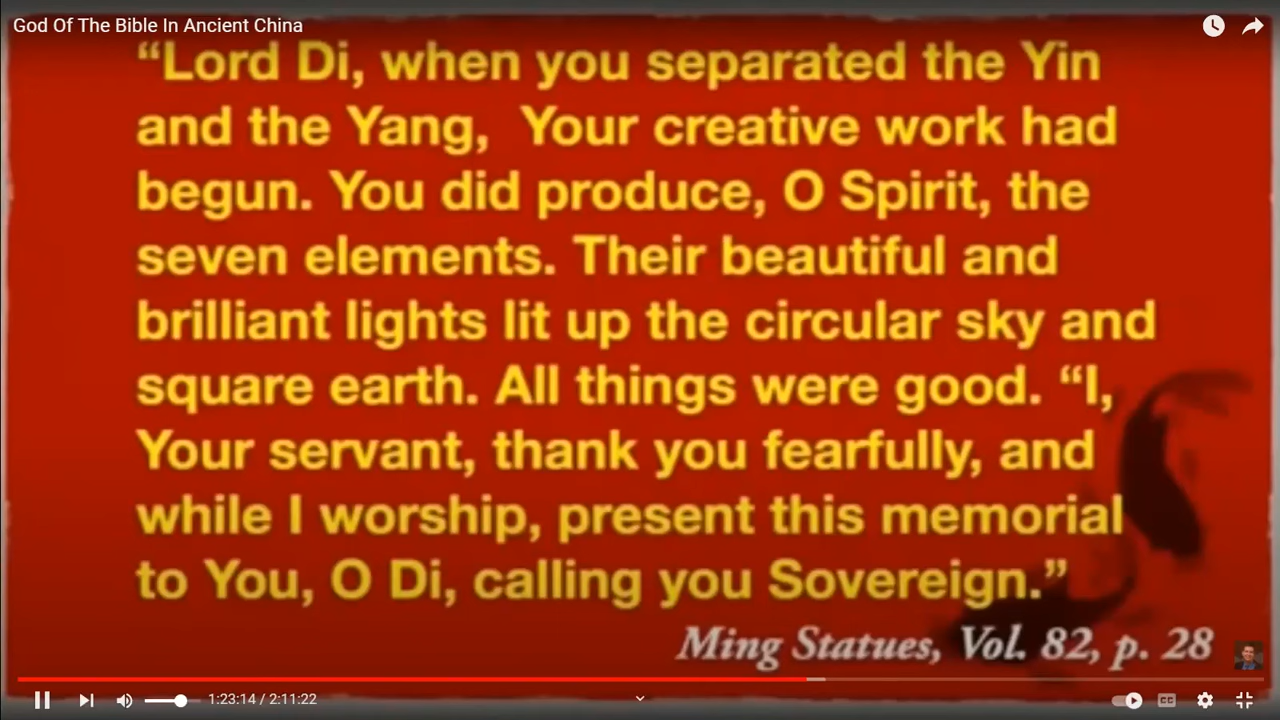 God Of The Bible In Ancient China
“Lord Di, when you separated the Yin
and the Yang, Your creative work had
begun. You did produce, O Spirit, the
seven elements. Their beautiful and
brilliant lights lit up the circular sky and
square earth. All things were good. “I,
Your servant, thank you fearfully, and
while I worship, present this memorial
to You, O Di, calling you Sovereign.”
Ming Statues, Vol. 82, p. 28
1:23:14 / 2:11:22
CC